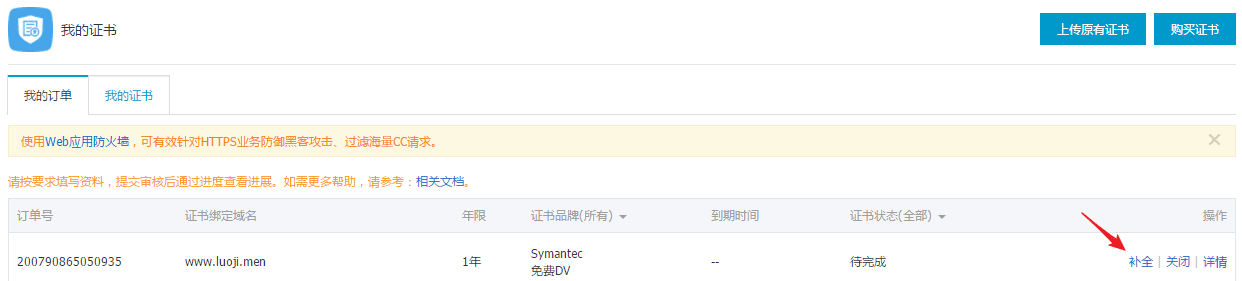 我的证书
上传原有证书
购买证书
我的订单
我的证书
使用Web应用防火墙，可有效针对HTTPS业务防御黑客攻击、过滤海量CC请求。
请按要求填写资料，提交审核后通过进度查看进展。如需更多帮助，请参考：相关文档。
订单号 证书绑定域名 年限 证书品牌(所有) 到期时间 证书状态(全部) 操作
200790865050935 www.luoji.men 1年 Symantec 免费DV -- 待完成 补全 | 关闭 | 详情